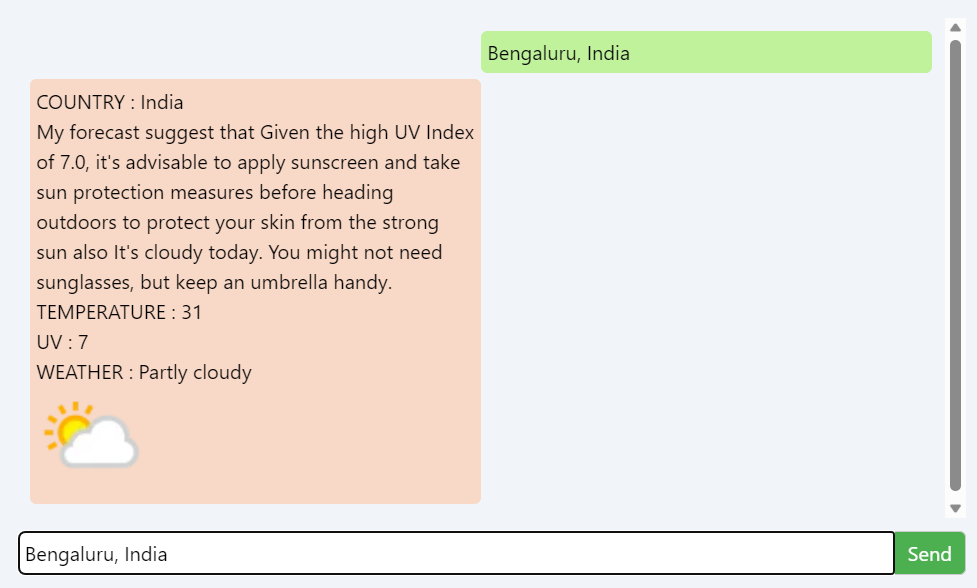 Bengaluru, India
COUNTRY : India
My forecast suggest that Given the high UV Index
of 7.0, it's advisable to apply sunscreen and take
sun protection measures before heading
outdoors to protect your skin from the strong
sun also It's cloudy today. You might not need
sunglasses, but keep an umbrella handy.
TEMPERATURE : 31
UV : 7
WEATHER : Partly cloudy
Bengaluru, India
Send